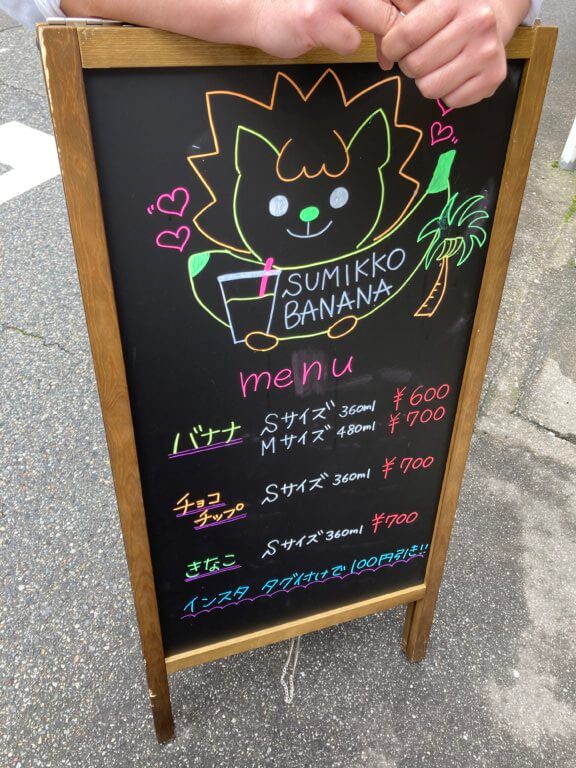 SUMIKKO
BANANA
menu
バナナ Sサイズ 360ml ¥600
Mサイズ 480ml ¥700
チョコ
チップ Sサイズ 360ml ¥700
きなこ Sサイズ 360ml ¥700
インスタ タグ付けで100円引き!!